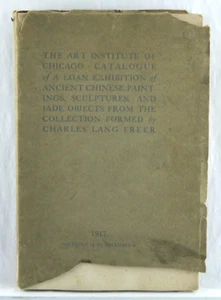 THE ART INSTITUTE OF
CHICAGO · CATALOGUE
of A LOAN EXHIBITION of
ANCIENT CHINESE PAINT-
INGS, SCULPTURES AND
JADE OBJECTS FROM THE
COLLECTION FORMED by
CHARLES LANG FREER
1917